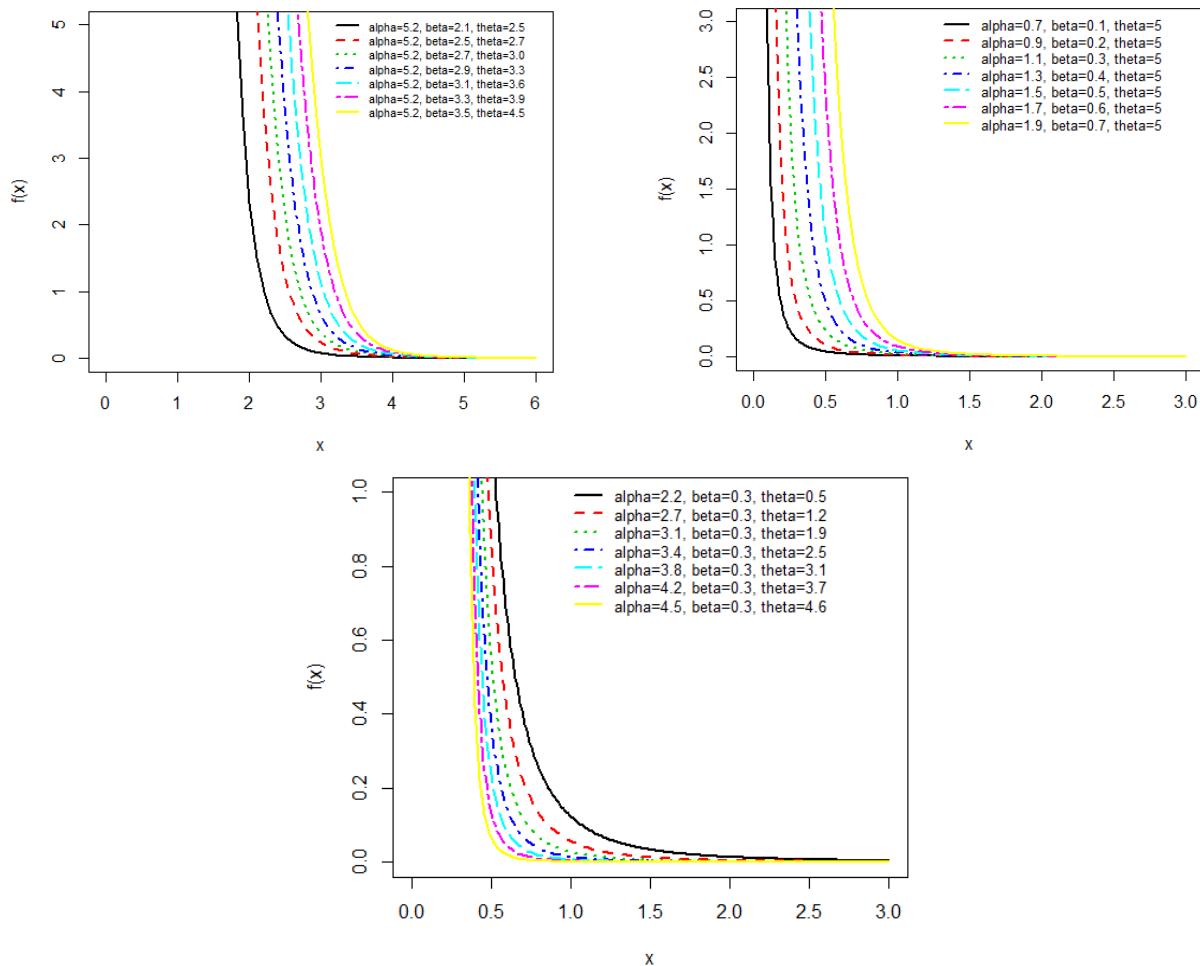 alpha=5.2, beta=2.1, theta=2.5
alpha=5.2, beta=2.5, theta=2.7
alpha=5.2, beta=2.7, theta=3.0
alpha=5.2, beta=2.9, theta=3.3
alpha=5.2, beta=3.1, theta=3.6
alpha=5.2, beta=3.3, theta=3.9
alpha=5.2, beta=3.5, theta=4.5
f(x)
5
4
3
2
1
0
0 1 2 3 4 5 6
x
alpha=0.7, beta=0.1, theta=5
alpha=0.9, beta=0.2, theta=5
alpha=1.1, beta=0.3, theta=5
alpha=1.3, beta=0.4, theta=5
alpha=1.5, beta=0.5, theta=5
alpha=1.7, beta=0.6, theta=5
alpha=1.9, beta=0.7, theta=5
f(x)
3.0
2.5
2.0
1.5
1.0
0.5
0.0
0.0 0.5 1.0 1.5 2.0 2.5 3.0
x
alpha=2.2, beta=0.3, theta=0.5
alpha=2.7, beta=0.3, theta=1.2
alpha=3.1, beta=0.3, theta=1.9
alpha=3.4, beta=0.3, theta=2.5
alpha=3.8, beta=0.3, theta=3.1
alpha=4.2, beta=0.3, theta=3.7
alpha=4.5, beta=0.3, theta=4.6
f(x)
1.0
0.8
0.6
0.4
0.2
0.0
0.0 0.5 1.0 1.5 2.0 2.5 3.0
x